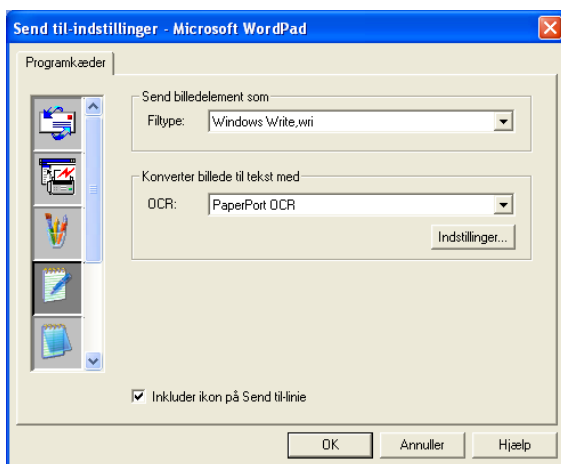 Send til-indstillinger - Microsoft WordPad
Programkæder
Send billedelement som
Filtype: Windows Write,wri
Konverter billede til tekst med
OCR: PaperPort OCR
Indstillinger...
Inkluder ikon på Send til-linie
OK Annuller Hjælp